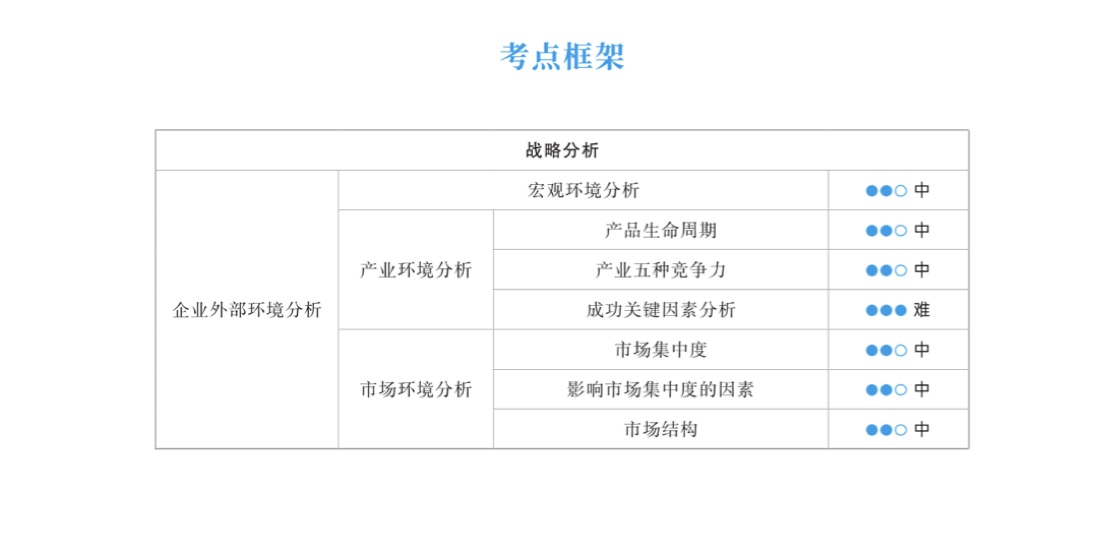 考点框架
战略分析
企业外部环境分析
宏观环境分析
中
产业环境分析
产品生命周期
中
产业五种竞争力
中
成功关键因素分析
难
市场环境分析
市场集中度
中
影响市场集中度的因素
中
市场结构
中